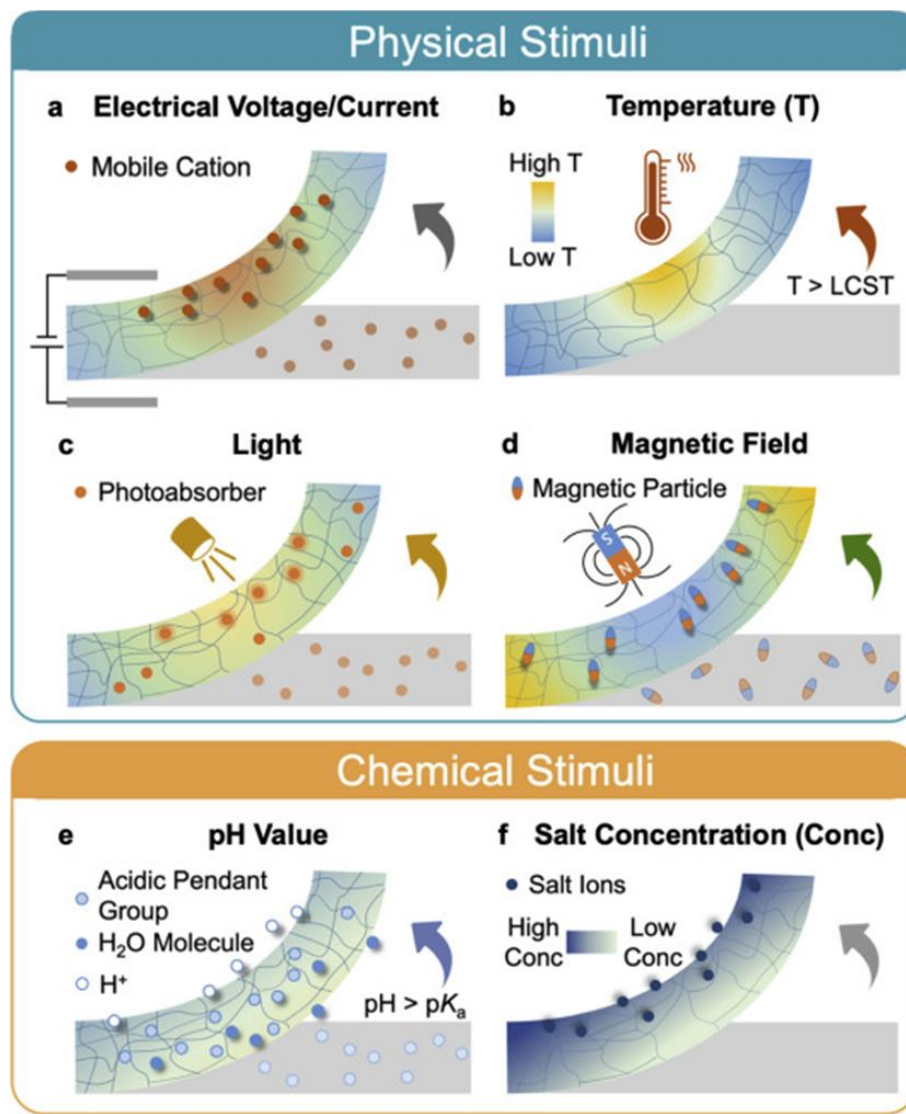 Physical Stimuli
a Electrical Voltage/Current
Mobile Cation
b Temperature (T)
High T
Low T
T > LCST
c Light
Photoabsorber
d Magnetic Field
Magnetic Particle
S
N
Chemical Stimuli
e pH Value
Acidic Pendant
Group
H₂O Molecule
H⁺
pH > pKₐ
f Salt Concentration (Conc)
Salt Ions
High Low
Conc Conc